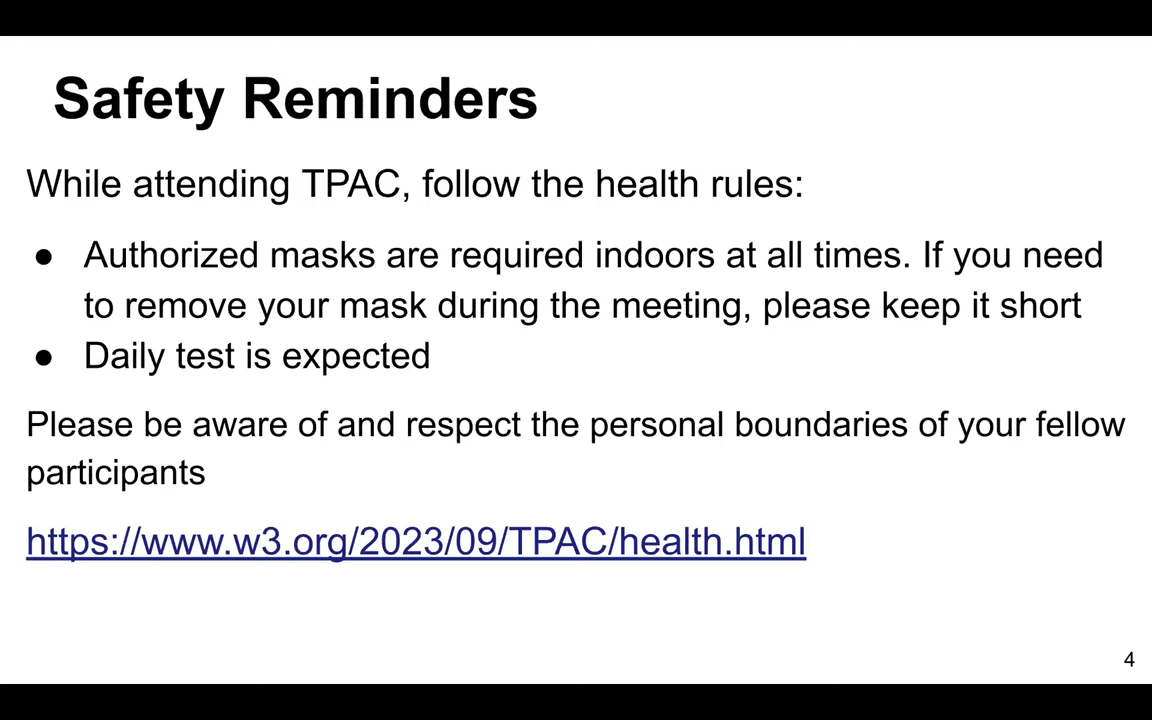 Safety Reminders
While attending TPAC, follow the health rules:
● Authorized masks are required indoors at all times. If you need
to remove your mask during the meeting, please keep it short
● Daily test is expected
Please be aware of and respect the personal boundaries of your fellow
participants
https://www.w3.org/2023/09/TPAC/health.html
4